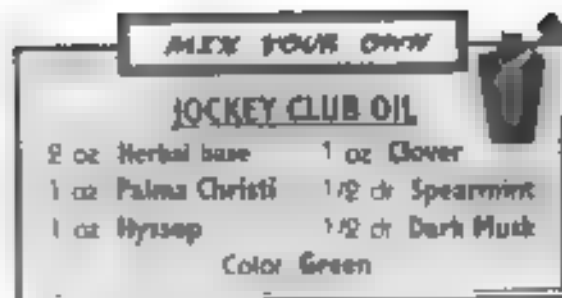 MIX YOUR OWN
JOCKEY CLUB OIL
2 oz Herbal base 1 oz Clover
1 oz Palma Christi 1/2 dr Spearmint
1 oz Hyssop 1/2 dr Dark Musk
Color Green